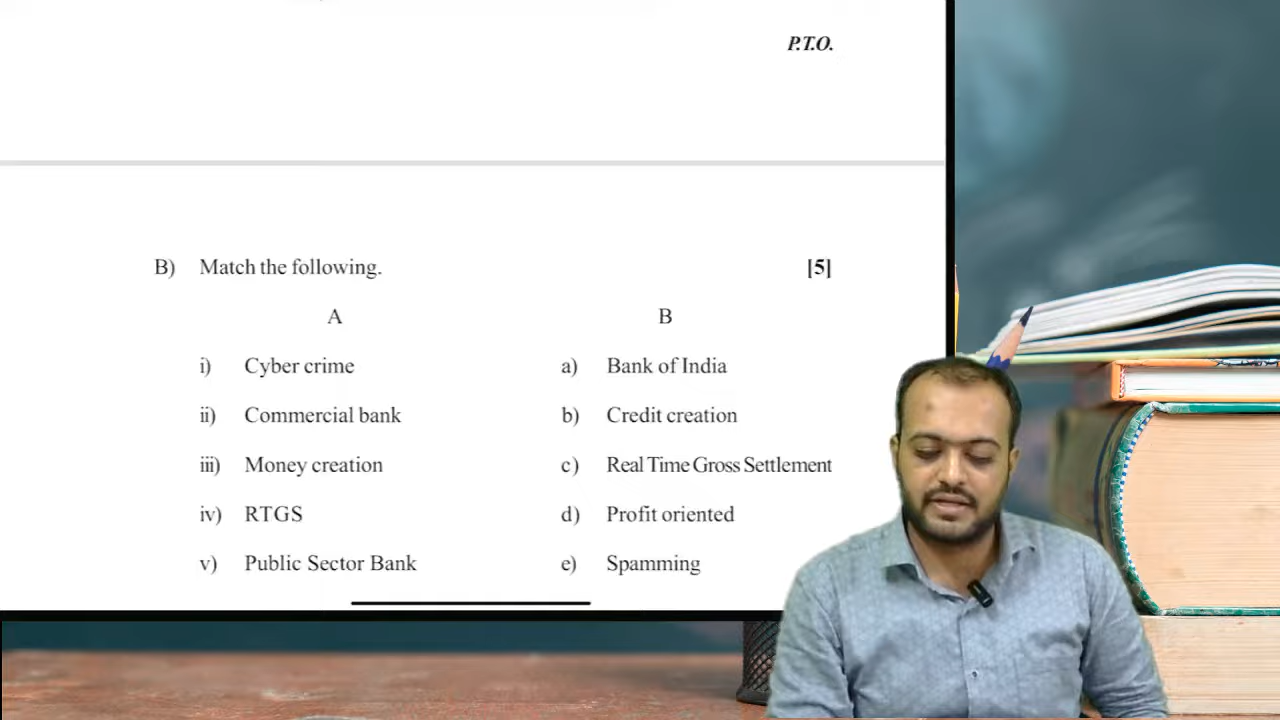 P.T.O.
B) Match the following. [5]
A B
i) Cyber crime a) Bank of India
ii) Commercial bank b) Credit creation
iii) Money creation c) Real Time Gross Settlement
iv) RTGS d) Profit oriented
v) Public Sector Bank e) Spamming